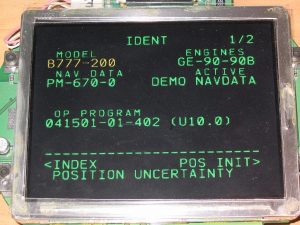 IDENT 1/2
MODEL ENGINES
B777-200 GE-90-90B
NAV DATA ACTIVE
PM-670-0 DEMO NAVDATA
OP PROGRAM
041501-01-402 (U10.0)
<INDEX POS INIT>
POSITION UNCERTAINTY